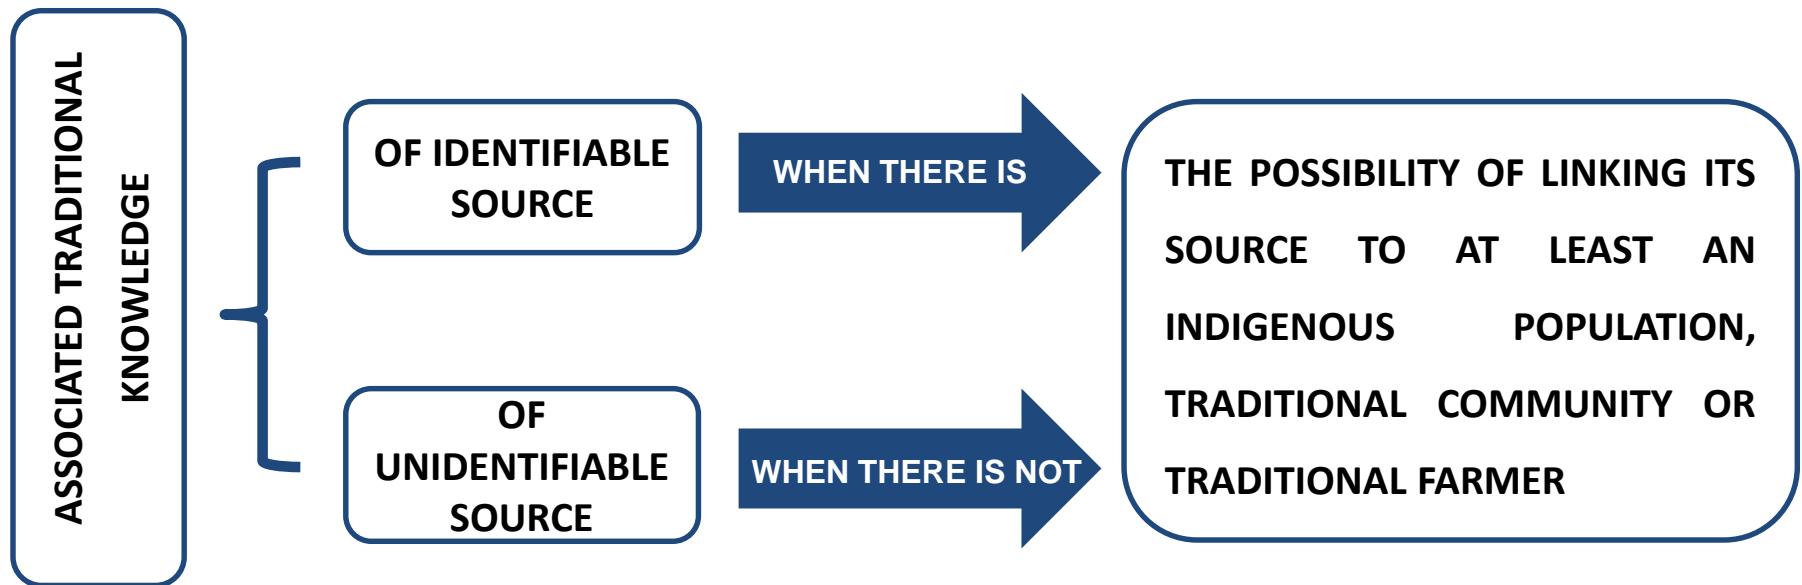 ASSOCIATED TRADITIONAL
KNOWLEDGE
OF IDENTIFIABLE
SOURCE
WHEN THERE IS
OF
UNIDENTIFIABLE
SOURCE
WHEN THERE IS NOT
THE POSSIBILITY OF LINKING ITS
SOURCE TO AT LEAST AN
INDIGENOUS POPULATION,
TRADITIONAL COMMUNITY OR
TRADITIONAL FARMER